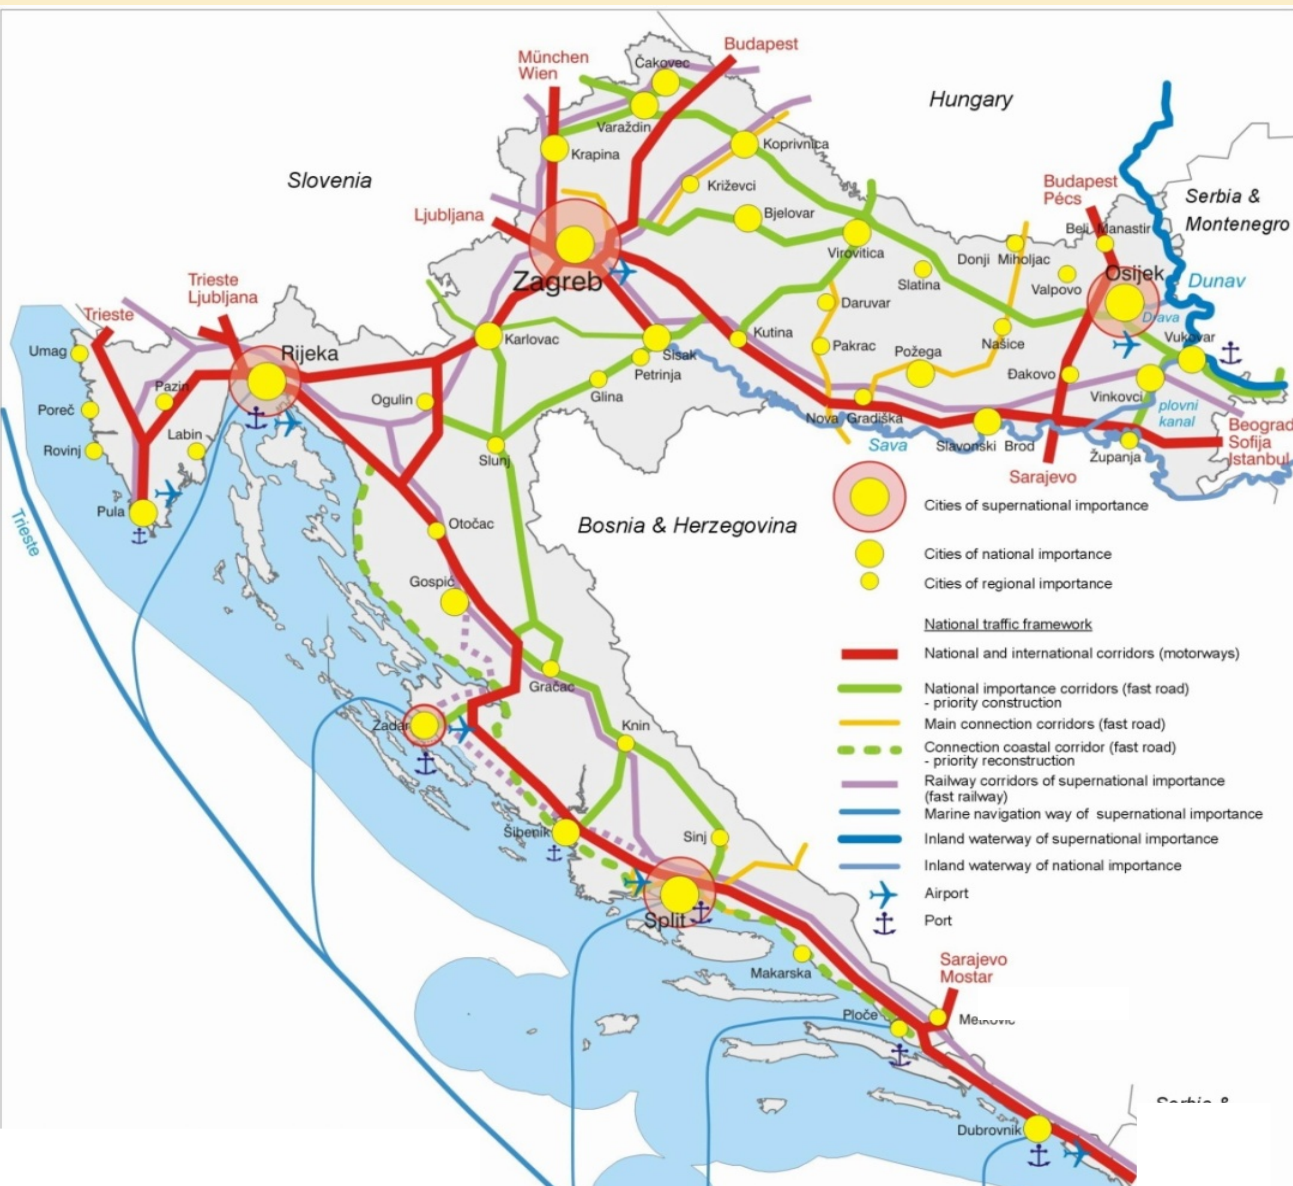 München
Wien
Budapest
Čakovec
Hungary
Varaždin
Krapina
Koprivnica
Slovenia
Križevci
Budapest
Pécs
Serbia &
Montenegro
Ljubljana
Bjelovar
Beli Manastir
Virovitica
Donji Miholjac
Zagreb
Slatina
Valpovo
Osijek
Dunav
Trieste
Ljubljana
Trieste
Daruvar
Drava
Umag
Rijeka
Karlovac
Kutina
Vukovar
Sisak
Pakrac
Požega
Našice
Petrinja
Đakovo
Pazin
Ogulin
Glina
Vinkovci
plovni
kanal
Poreč
Labin
Nova Gradiška
Sava
Slavonski Brod
Beograd
Sofija
Istanbul
Rovinj
Slunj
Županja
Sarajevo
Pula
Trieste
Otočac
Bosnia & Herzegovina
Gospić
Gračac
Zadar
Knin
Šibenik
Sinj
Split
Makarska
Sarajevo
Mostar
Ploče
Metković
Dubrovnik
Cities of supernational importance
Cities of national importance
Cities of regional importance
National traffic framework
National and international corridors (motorways)
National importance corridors (fast road)
- priority construction
Main connection corridors (fast road)
Connection coastal corridor (fast road)
- priority reconstruction
Railway corridors of supernational importance
(fast railway)
Marine navigation way of supernational importance
Inland waterway of supernational importance
Inland waterway of national importance
Airport
Port